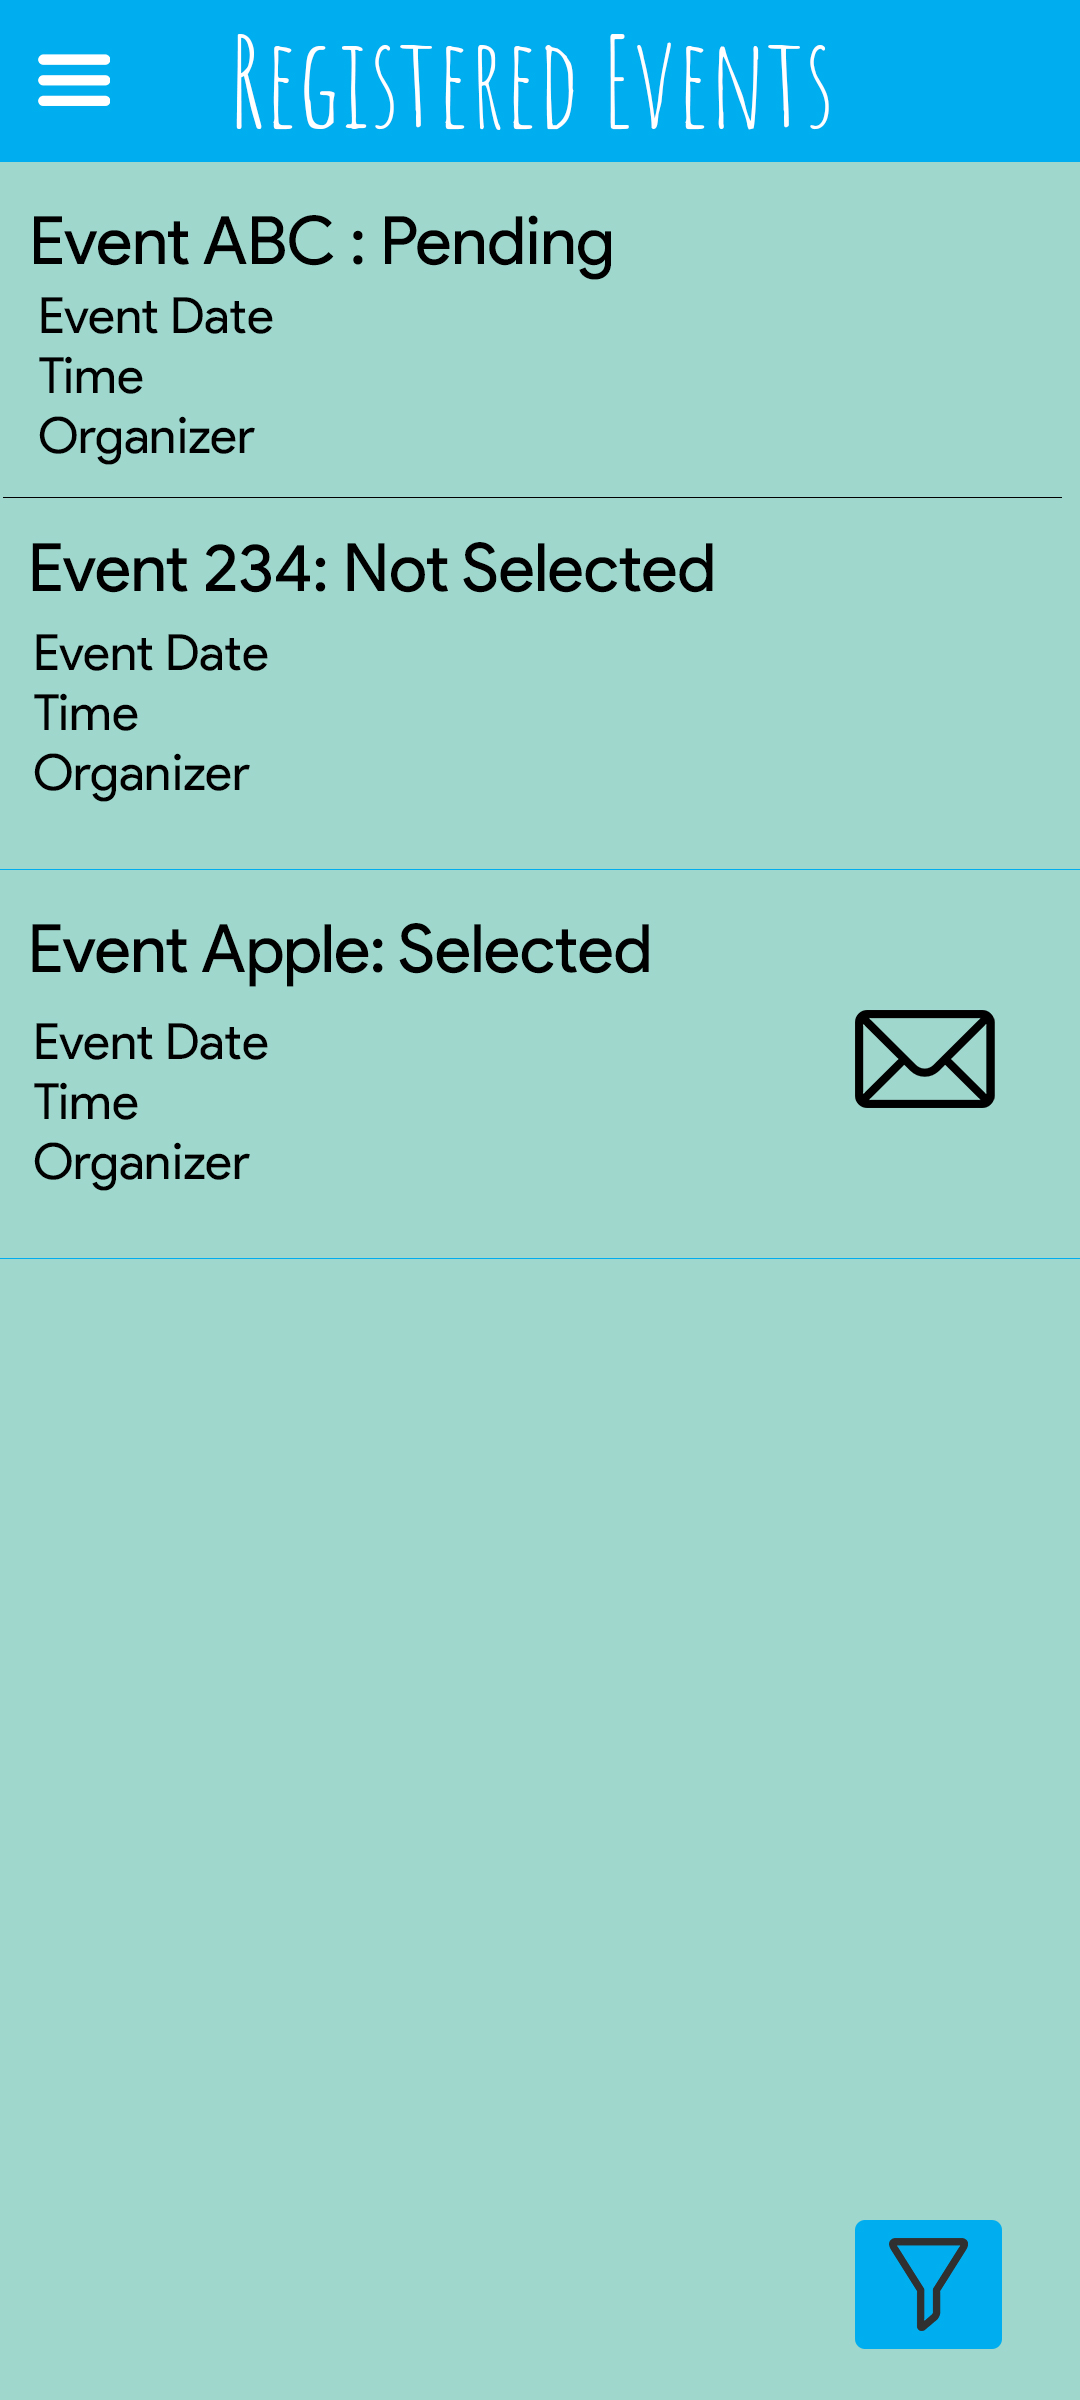 Registered Events
Event ABC : Pending
Event Date
Time
Organizer
Event 234: Not Selected
Event Date
Time
Organizer
Event Apple: Selected
Event Date
Time
Organizer